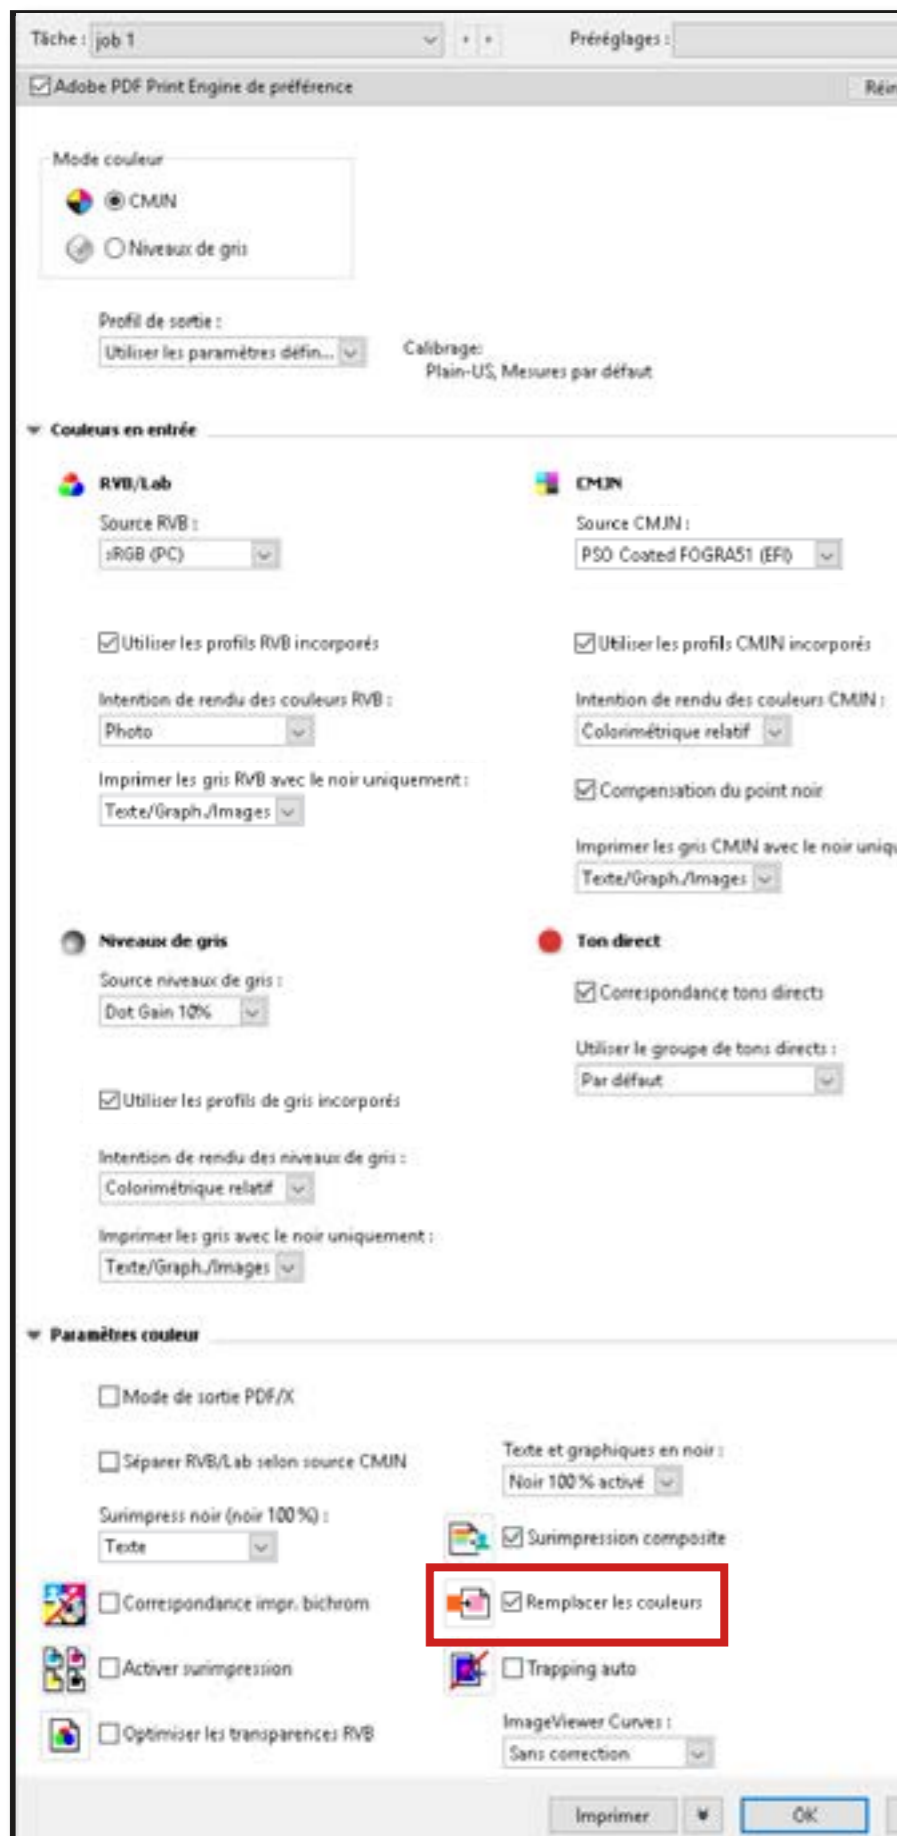 Tâche : job 1
Préréglages :
Adobe PDF Print Engine de préférence
Mode couleur
CMJN
Niveaux de gris
Profil de sortie :
Utiliser les paramètres défin...
Calibrage:
Plain-US, Mesures par défaut
Couleurs en entrée
RVB/Lab
Source RVB :
sRGB (PC)
Utiliser les profils RVB incorporés
Intention de rendu des couleurs RVB :
Photo
Imprimer les gris RVB avec le noir uniquement :
Texte/Graph./Images
CMJN
Source CMJN :
PSO Coated FOGRA51 (EFI)
Utiliser les profils CMJN incorporés
Intention de rendu des couleurs CMJN :
Colorimétrique relatif
Compensation du point noir
Imprimer les gris CMJN avec le noir uniqu
Texte/Graph./Images
Niveaux de gris
Source niveaux de gris :
Dot Gain 10%
Utiliser les profils de gris incorporés
Intention de rendu des niveaux de gris :
Colorimétrique relatif
Imprimer les gris avec le noir uniquement :
Texte/Graph./Images
Ton direct
Correspondance tons directs
Utiliser le groupe de tons directs :
Par défaut
Paramètres couleur
Mode de sortie PDF/X
Séparer RVB/Lab selon source CMJN
Surimpress noir (noir 100%) :
Texte
Correspondance impr. bichrom
Activer surimpression
Optimiser les transparences RVB
Texte et graphiques en noir :
Noir 100% activé
Surimpression composite
Remplacer les couleurs
Trapping auto
ImageViewer Curves :
Sans correction
Imprimer
OK